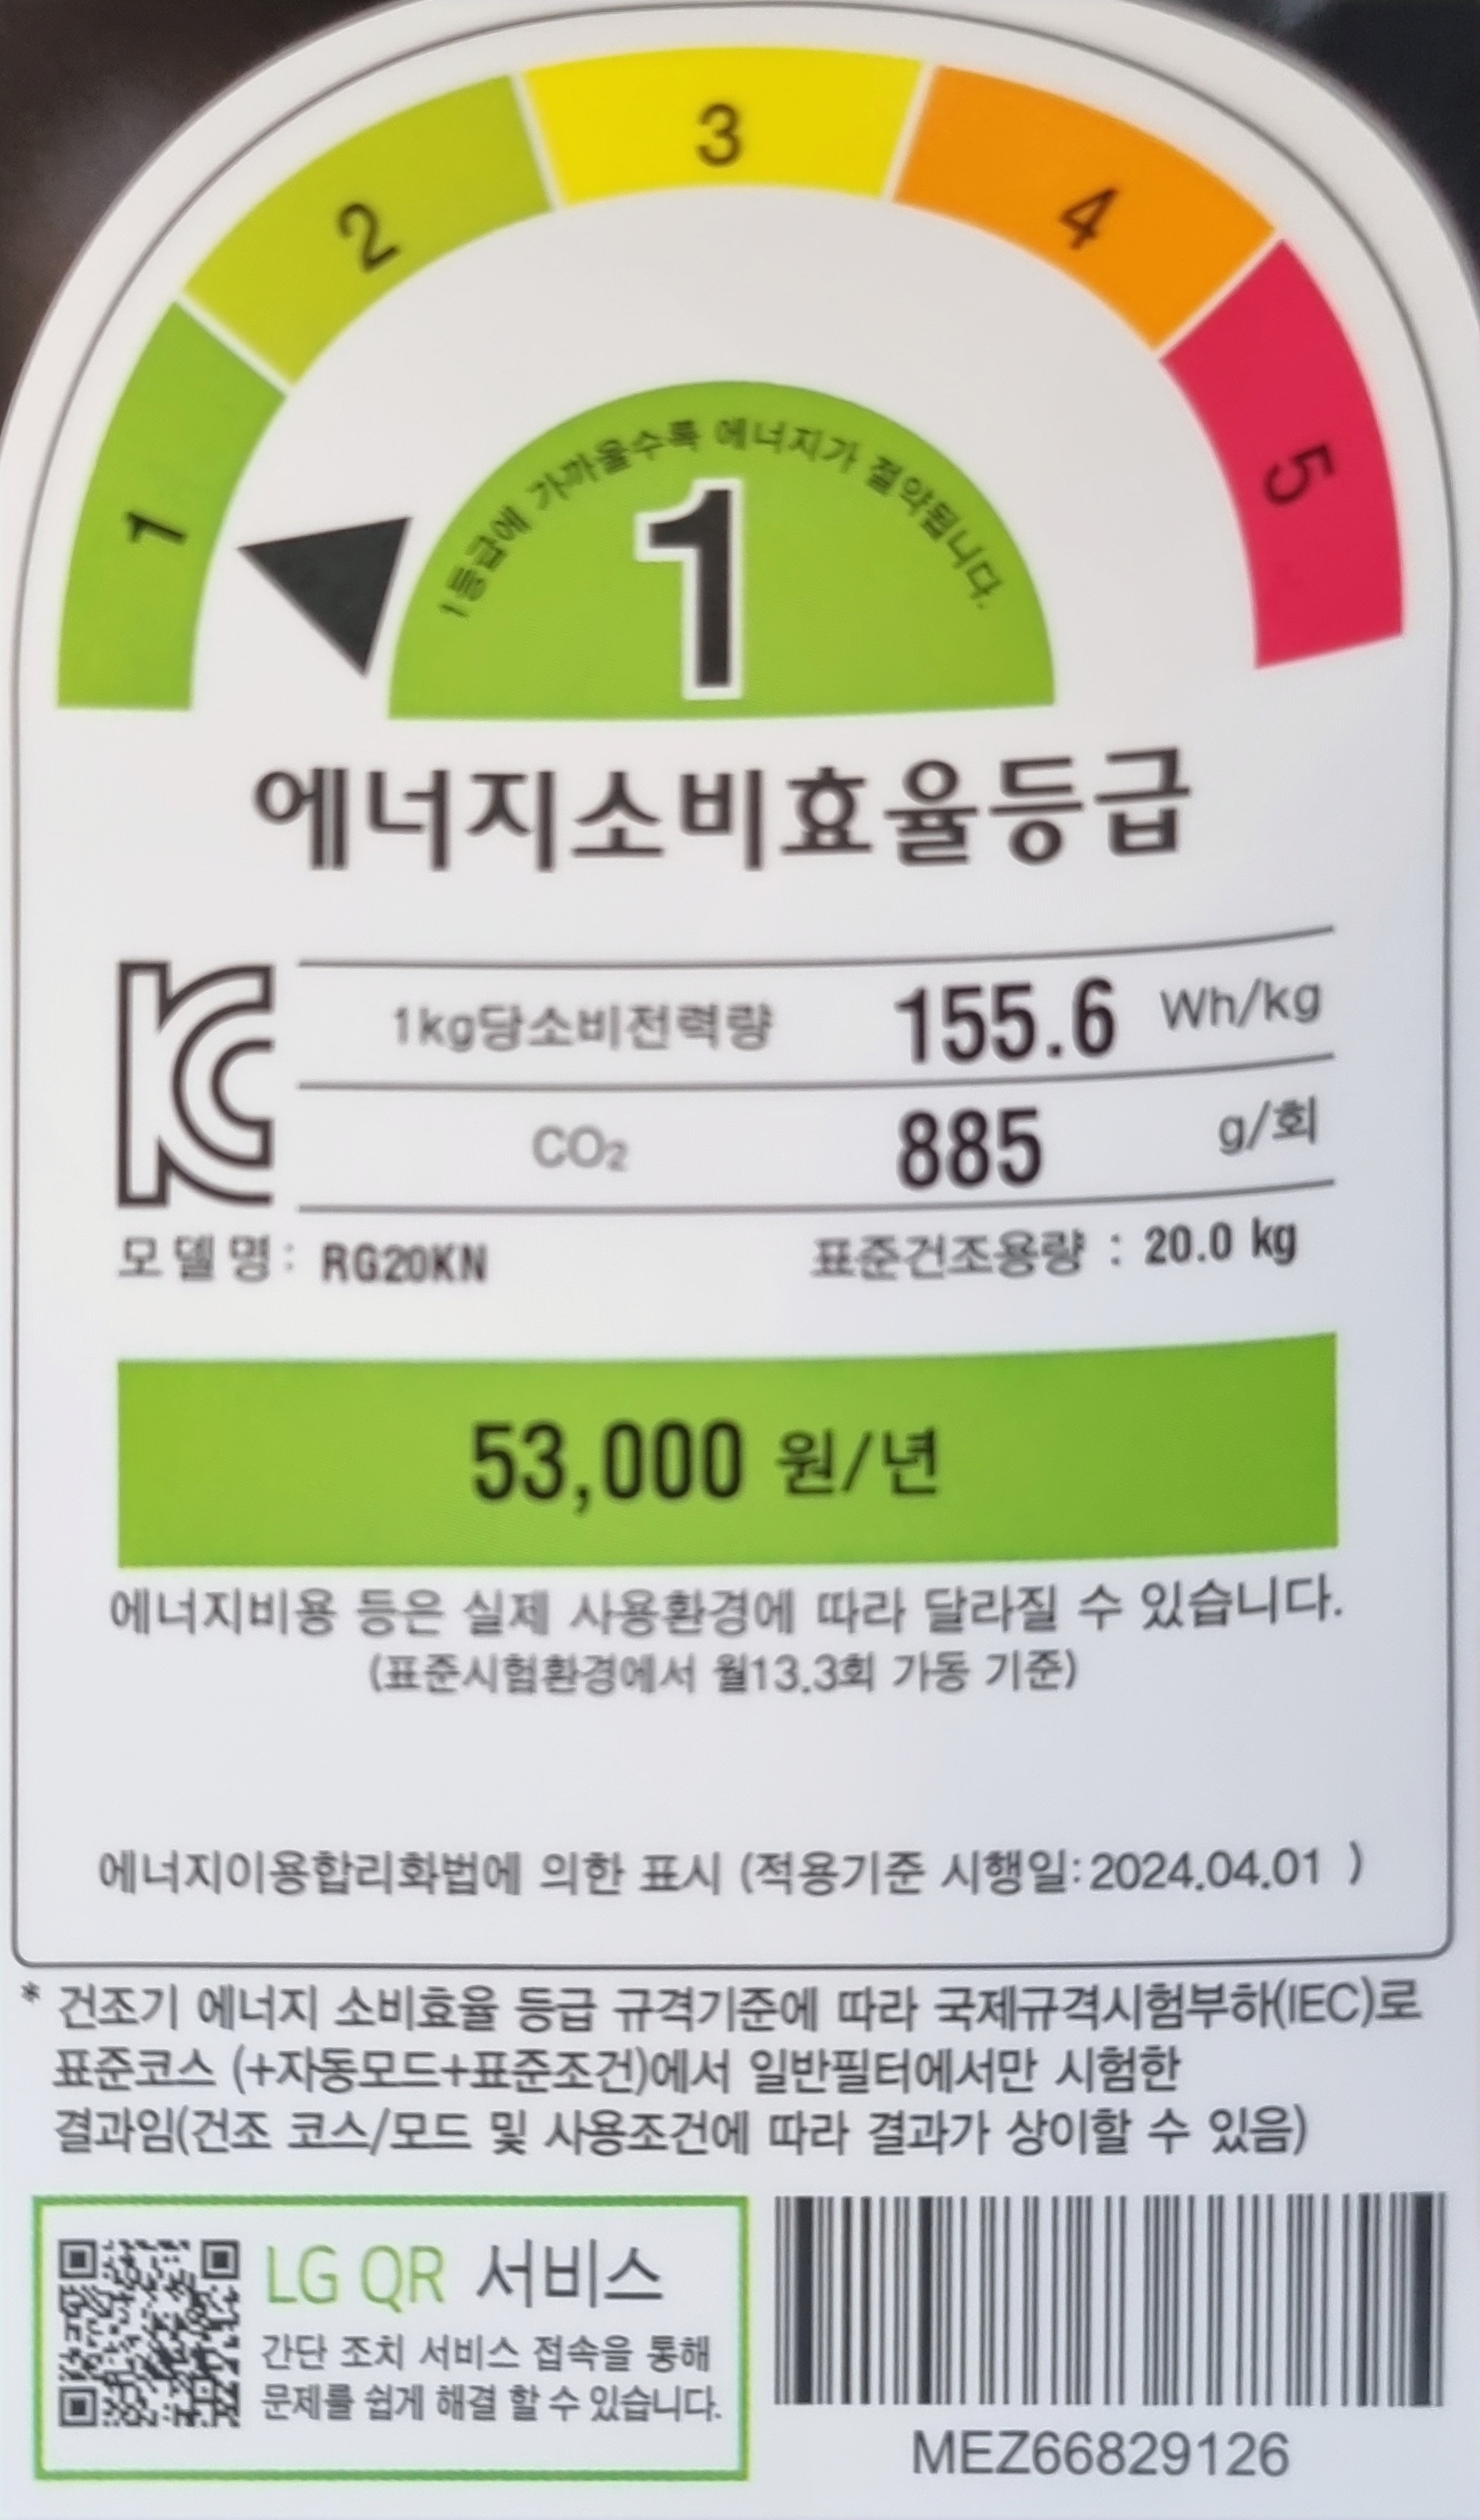 1
2
3
4
5
1등급에 가까울수록 에너지가 절약됩니다.
1
에너지소비효율등급
1kg당소비전력량 155.6 Wh/kg
CO₂ 885 g/회
모델명: RG20KN 표준건조용량 : 20.0 kg
53,000 원/년
에너지비용 등은 실제 사용환경에 따라 달라질 수 있습니다.
(표준시험환경에서 월13.3회 가동 기준)
에너지이용합리화법에 의한 표시 (적용기준 시행일:2024.04.01 )
* 건조기 에너지 소비효율 등급 규격기준에 따라 국제규격시험부하(IEC)로
표준코스 (+자동모드+표준조건)에서 일반필터에서만 시험한
결과임(건조 코스/모드 및 사용조건에 따라 결과가 상이할 수 있음)
LG QR 서비스
간단 조치 서비스 접속을 통해
문제를 쉽게 해결 할 수 있습니다.
MEZ66829126